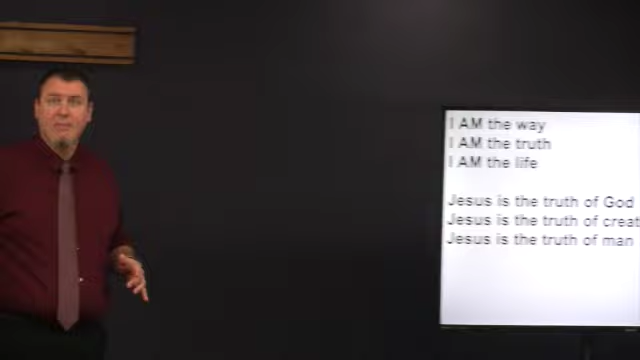 I AM the way
I AM the truth
I AM the life
Jesus is the truth of God
Jesus is the truth of creat
Jesus is the truth of man